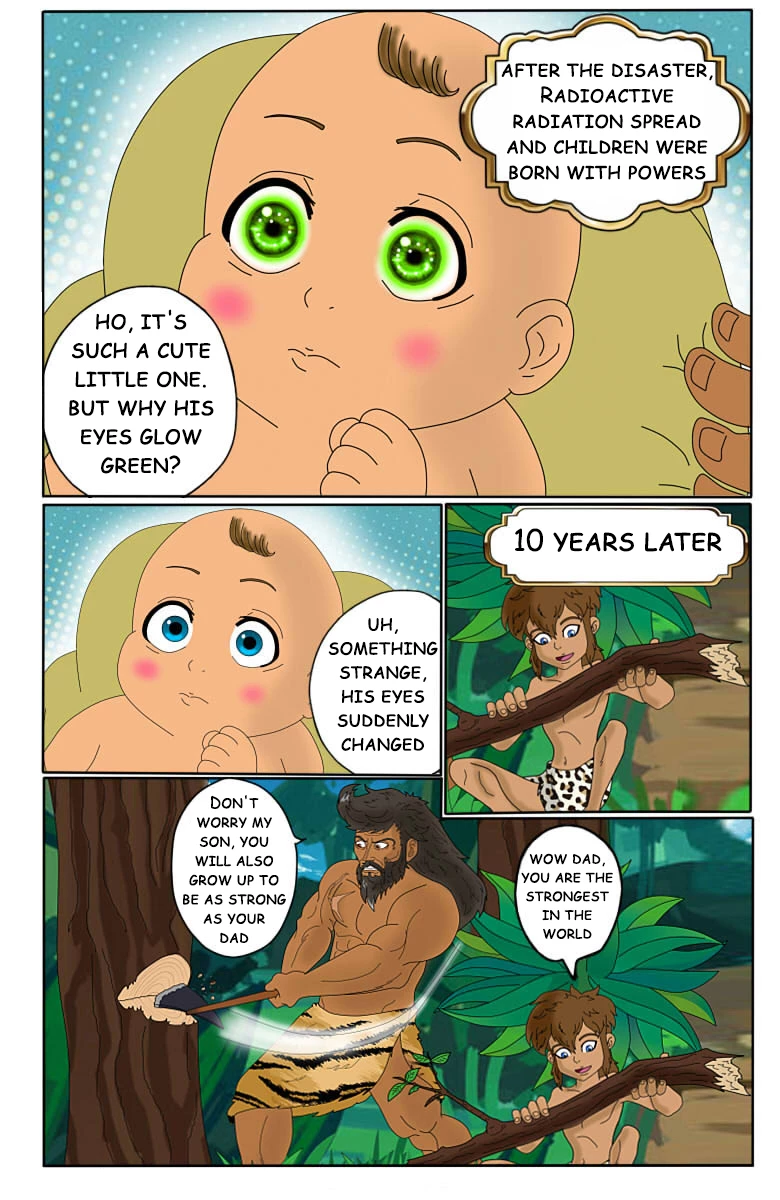 AFTER THE DISASTER,
RADIOACTIVE
RADIATION SPREAD
AND CHILDREN WERE
BORN WITH POWERS
HO, IT'S
SUCH A CUTE
LITTLE ONE.
BUT WHY HIS
EYES GLOW
GREEN?
UH,
SOMETHING
STRANGE,
HIS EYES
SUDDENLY
CHANGED
10 YEARS LATER
DON'T
WORRY MY
SON, YOU
WILL ALSO
GROW UP TO
BE AS STRONG
AS YOUR
DAD
WOW DAD,
YOU ARE THE
STRONGEST
IN THE
WORLD